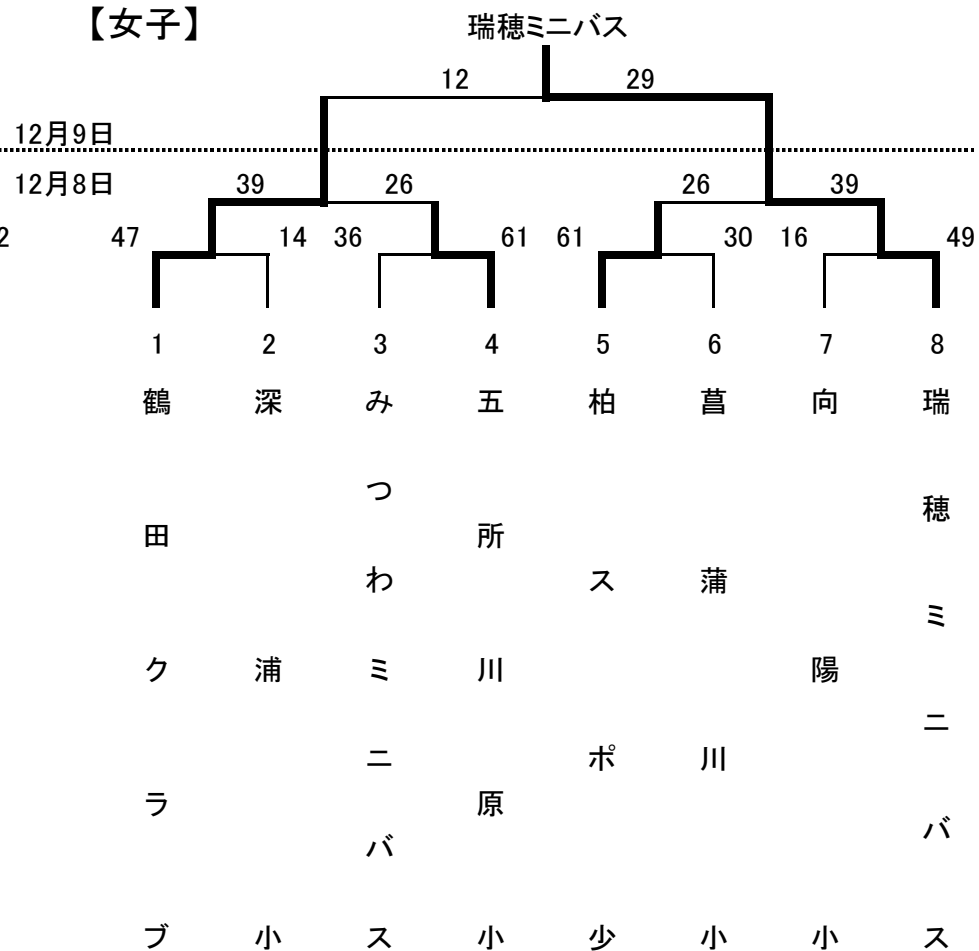 【女子】
瑞穂ミニバス
12 29
12月9日
12月8日
39 26 26 39
2 47 14 36 61 61 30 16 49
1 2 3 4 5 6 7 8
鶴田クラブ
深浦小
みつわミニバス
五所川原小
柏スポ少
菖蒲川小
向陽小
瑞穂ミニバス